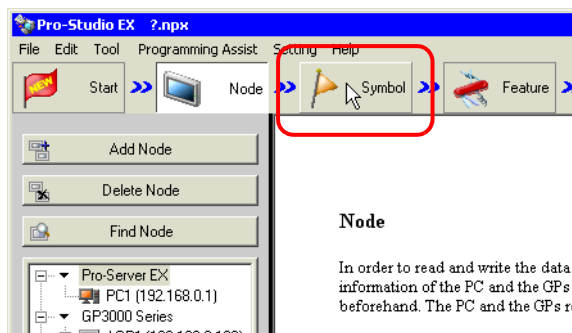 Pro-Studio EX ?.npx
File Edit Tool Programming Assist Setting Help
Start Node Symbol Feature
Add Node
Delete Node
Find Node
Pro-Server EX
PC1 (192.168.0.1)
GP3000 Series
Node
In order to read and write the data
information of the PC and the GPs
beforehand. The PC and the GPs